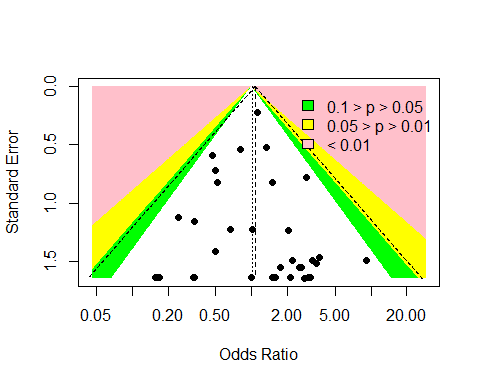 0.1 > p > 0.05
0.05 > p > 0.01
< 0.01
Standard Error
0.0
0.5
1.0
1.5
0.05 0.20 0.50 2.00 5.00 20.00
Odds Ratio